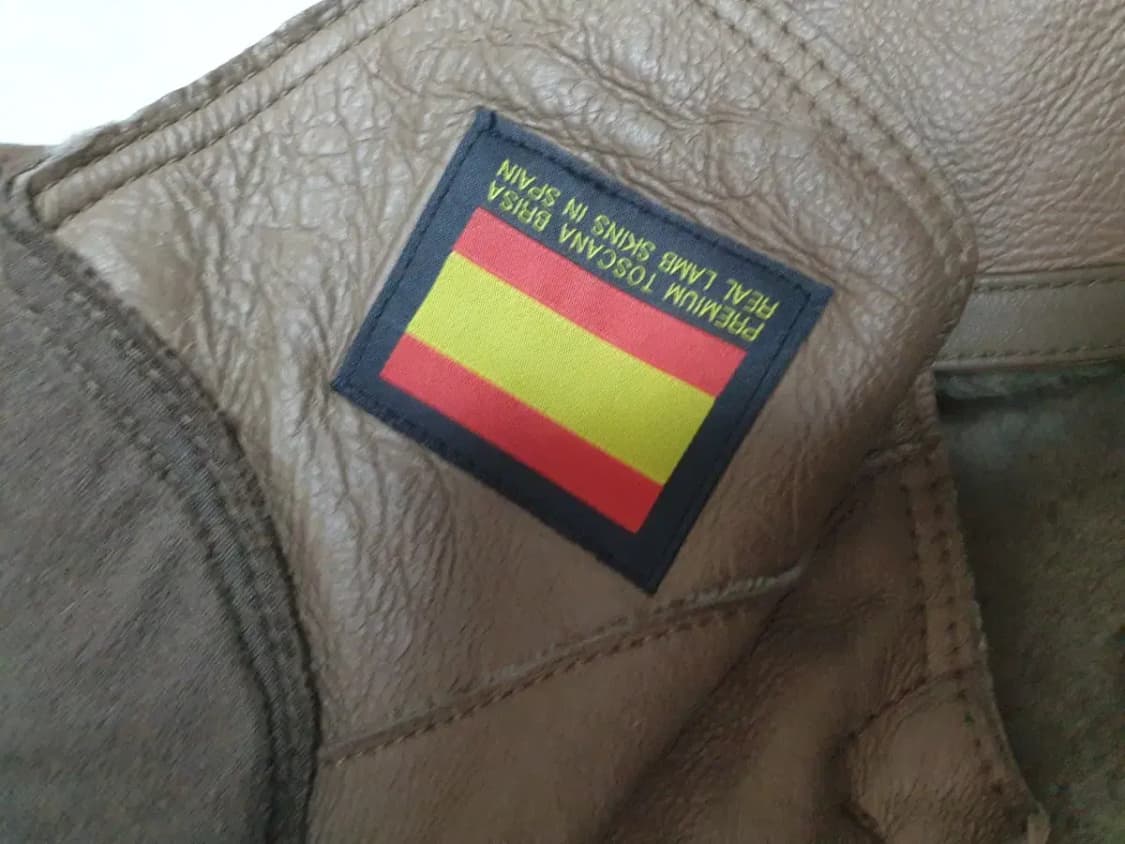 PREMIUM TOSCANA BRISA
REAL LAMB SKINS IN SPAIN